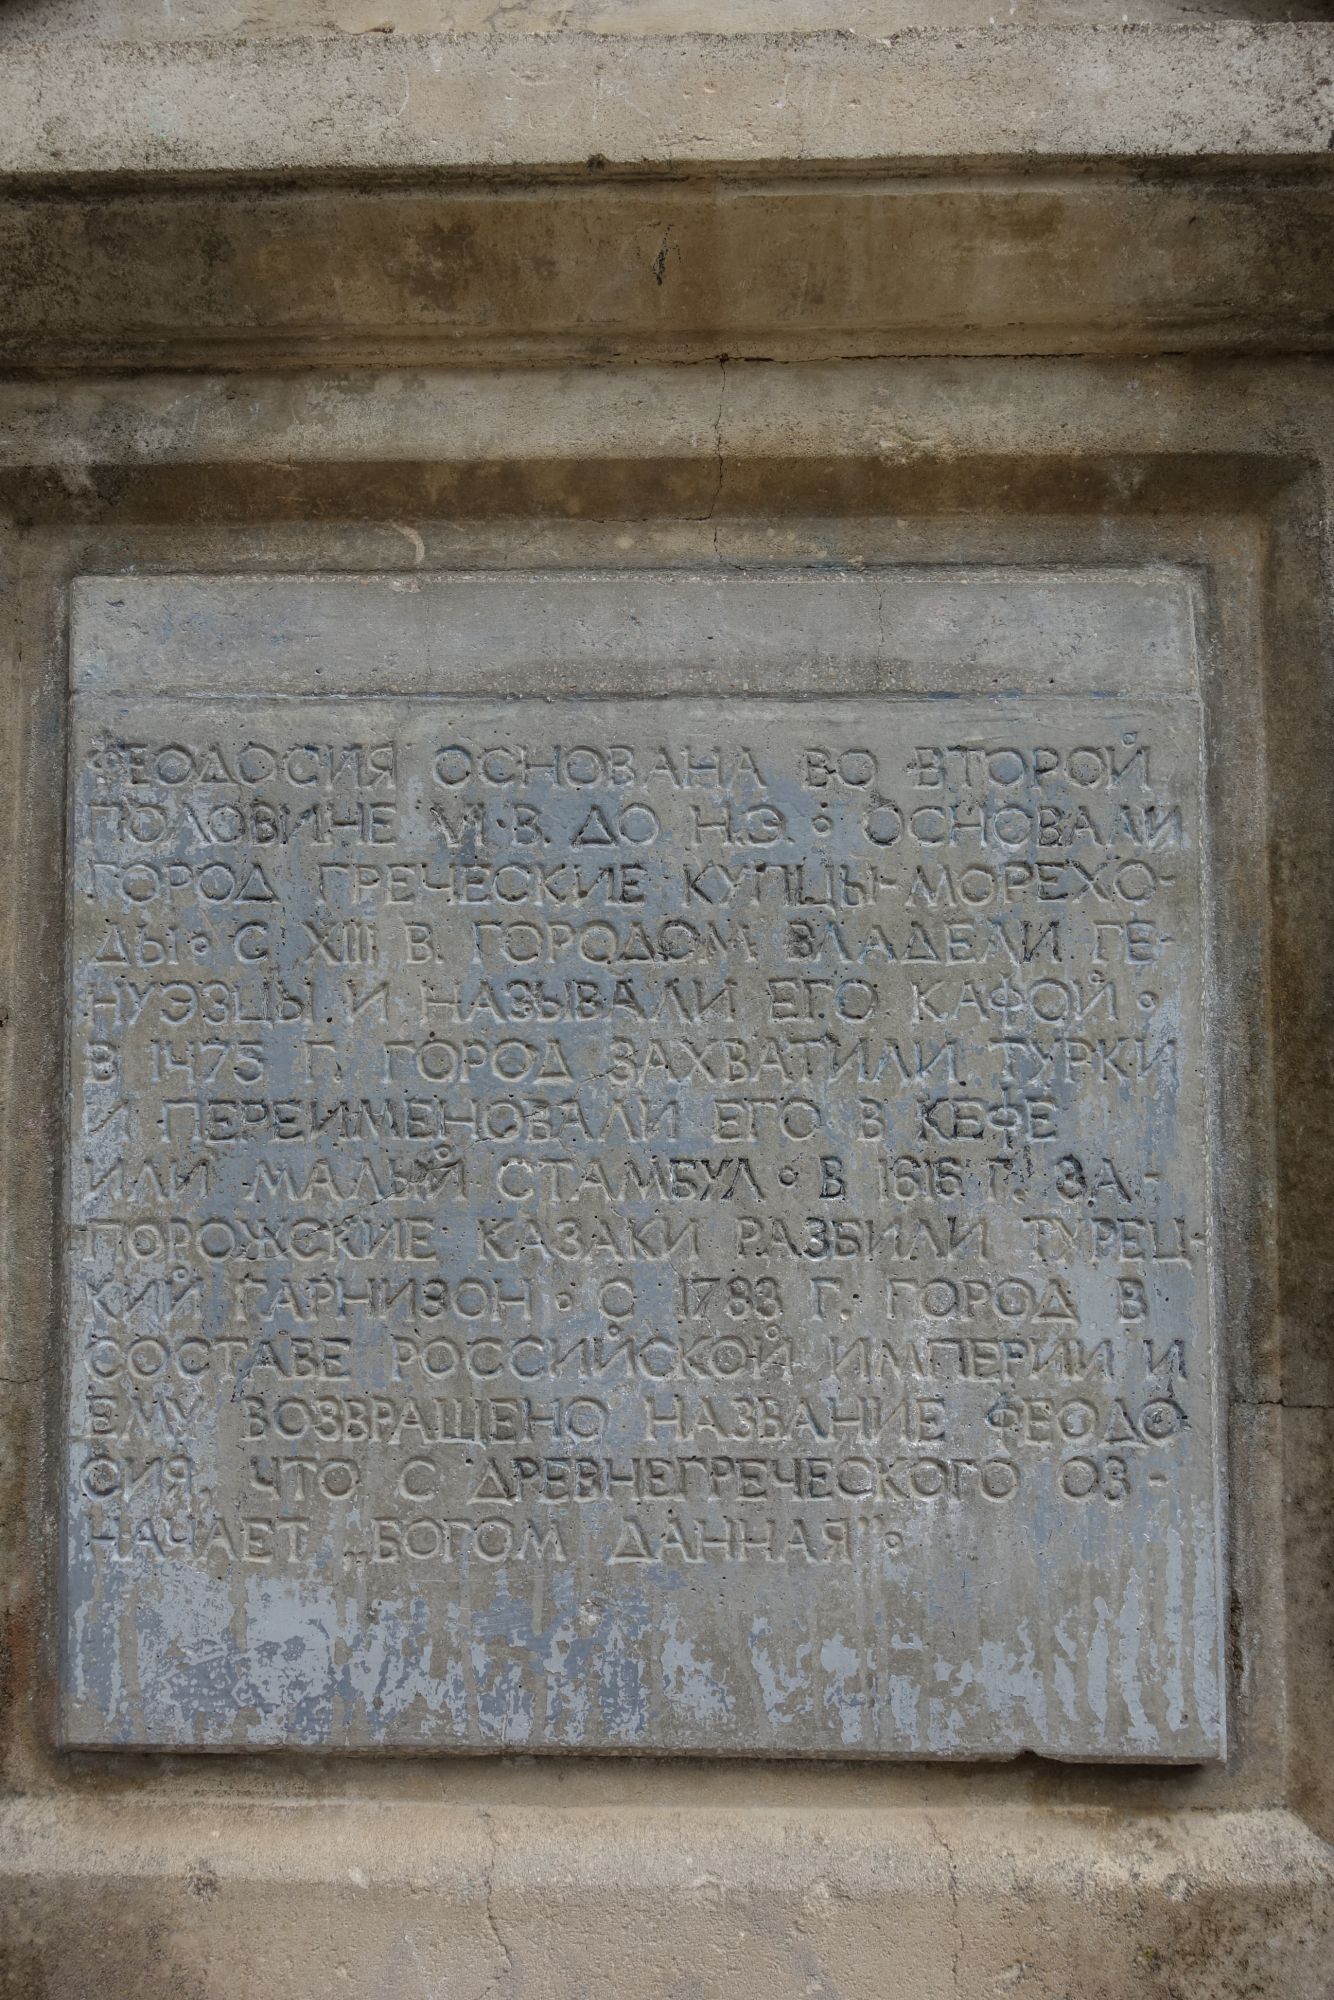 ФЕОДОСИЯ ОСНОВАНА ВО ВТОРОЙ
ПОЛОВИНЕ VI·В. ДО Н.Э. • ОСНОВАЛИ
ГОРОД ГРЕЧЕСКИЕ КУПЦЫ-МОРЕХО-
ДЫ • С XIII В. ГОРОДОМ ВЛАДЕЛИ ГЕ-
НУЭЗЦЫ И НАЗЫВАЛИ ЕГО КАФОЙ •
В 1475 Г. ГОРОД ЗАХВАТИЛИ ТУРКИ
И ПЕРЕИМЕНОВАЛИ ЕГО В КЕФЕ
ИЛИ МАЛЫЙ СТАМБУЛ • В 1616 Г. ЗА-
ПОРОЖСКИЕ КАЗАКИ РАЗБИЛИ ТУРЕЦ-
КИЙ ГАРНИЗОН • С 1783 Г. ГОРОД В
СОСТАВЕ РОССИЙСКОЙ ИМПЕРИИ И
ЕМУ ВОЗВРАЩЕНО НАЗВАНИЕ ФЕОДО
СИЯ, ЧТО С ДРЕВНЕГРЕЧЕСКОГО ОЗ-
НАЧАЕТ „БОГОМ ДАННАЯ" •